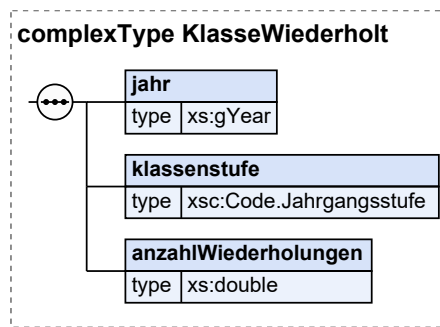 complexType KlasseWiederholt
jahr
type xs:gYear
klassenstufe
type xsc:Code.Jahrgangsstufe
anzahlWiederholungen
type xs:double